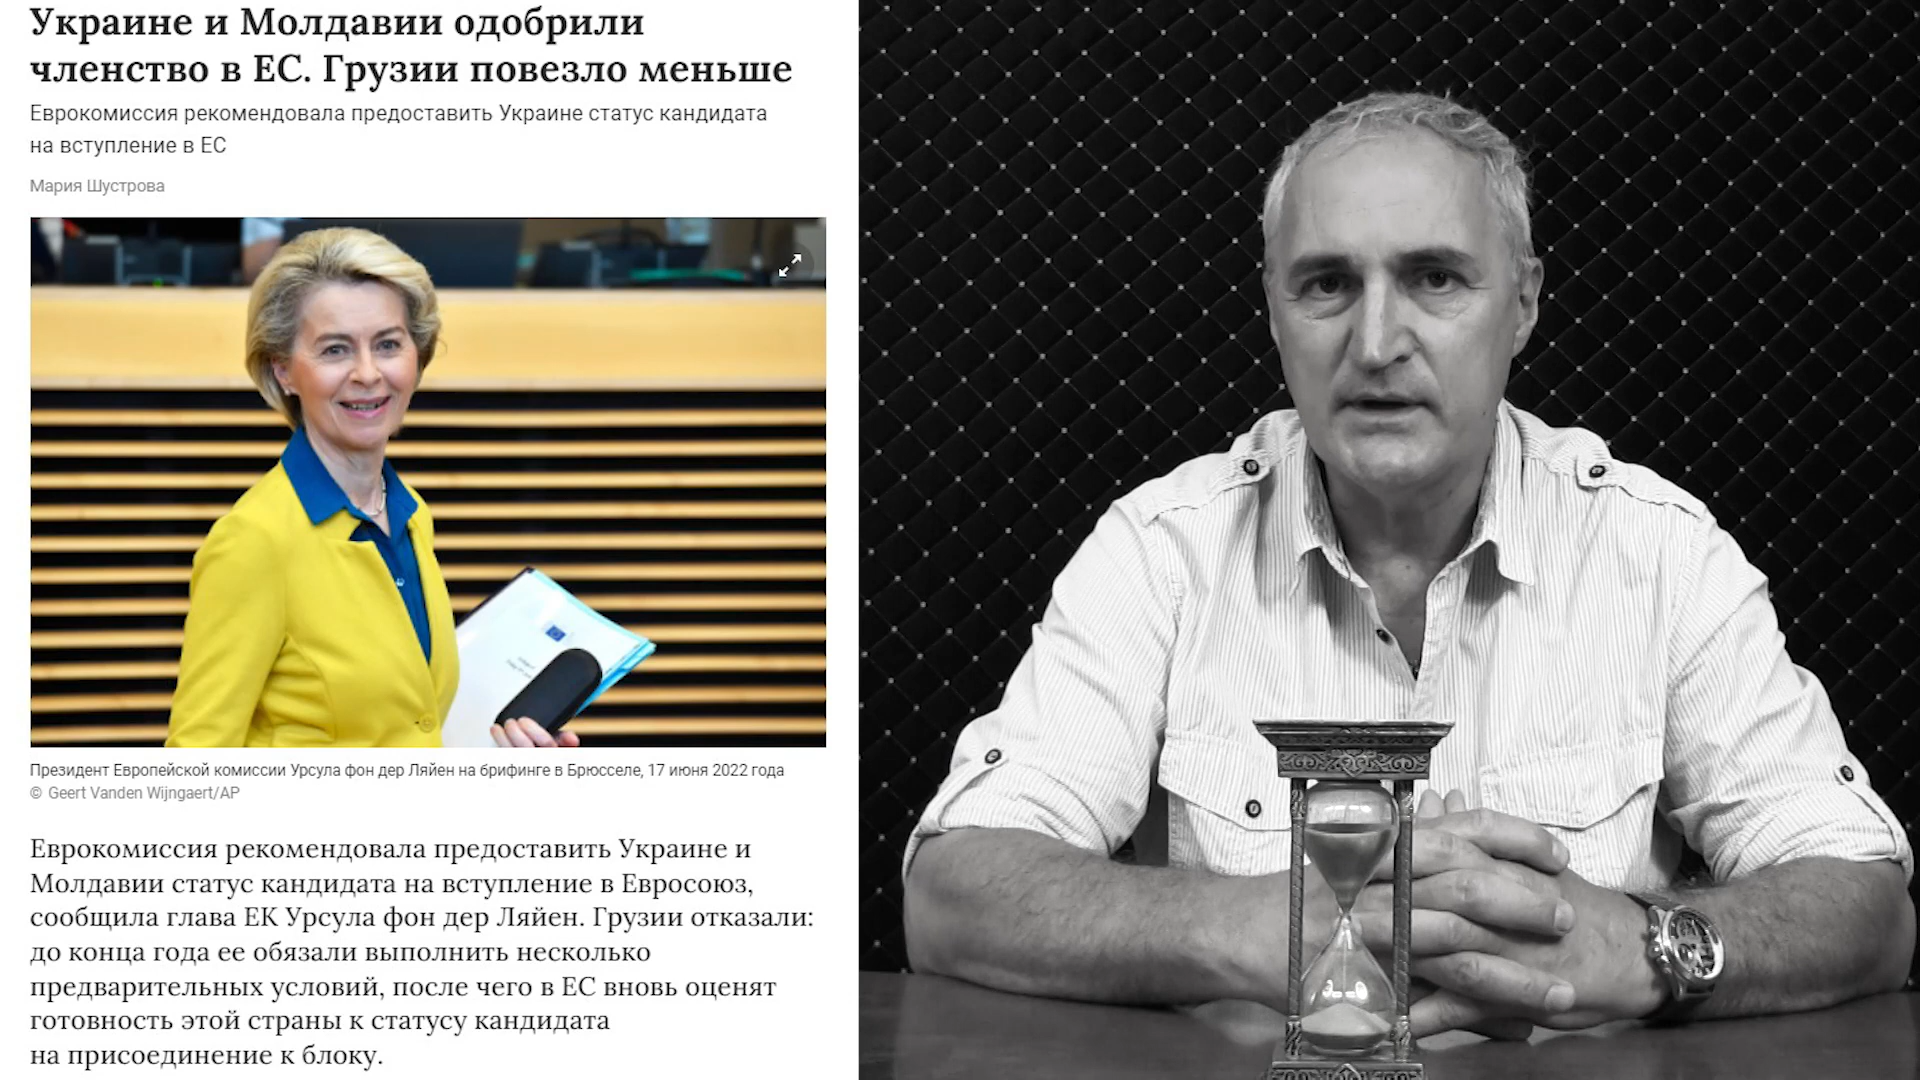 Украине и Молдавии одобрили
членство в ЕС. Грузии повезло меньше
Еврокомиссия рекомендовала предоставить Украине статус кандидата
на вступление в ЕС
Мария Шустрова
Президент Европейской комиссии Урсула фон дер Ляйен на брифинге в Брюсселе, 17 июня 2022 года
© Geert Vanden Wijngaert/AP
Еврокомиссия рекомендовала предоставить Украине и
Молдавии статус кандидата на вступление в Евросоюз,
сообщила глава ЕК Урсула фон дер Ляйен. Грузии отказали:
до конца года ее обязали выполнить несколько
предварительных условий, после чего в ЕС вновь оценят
готовность этой страны к статусу кандидата
на присоединение к блоку.